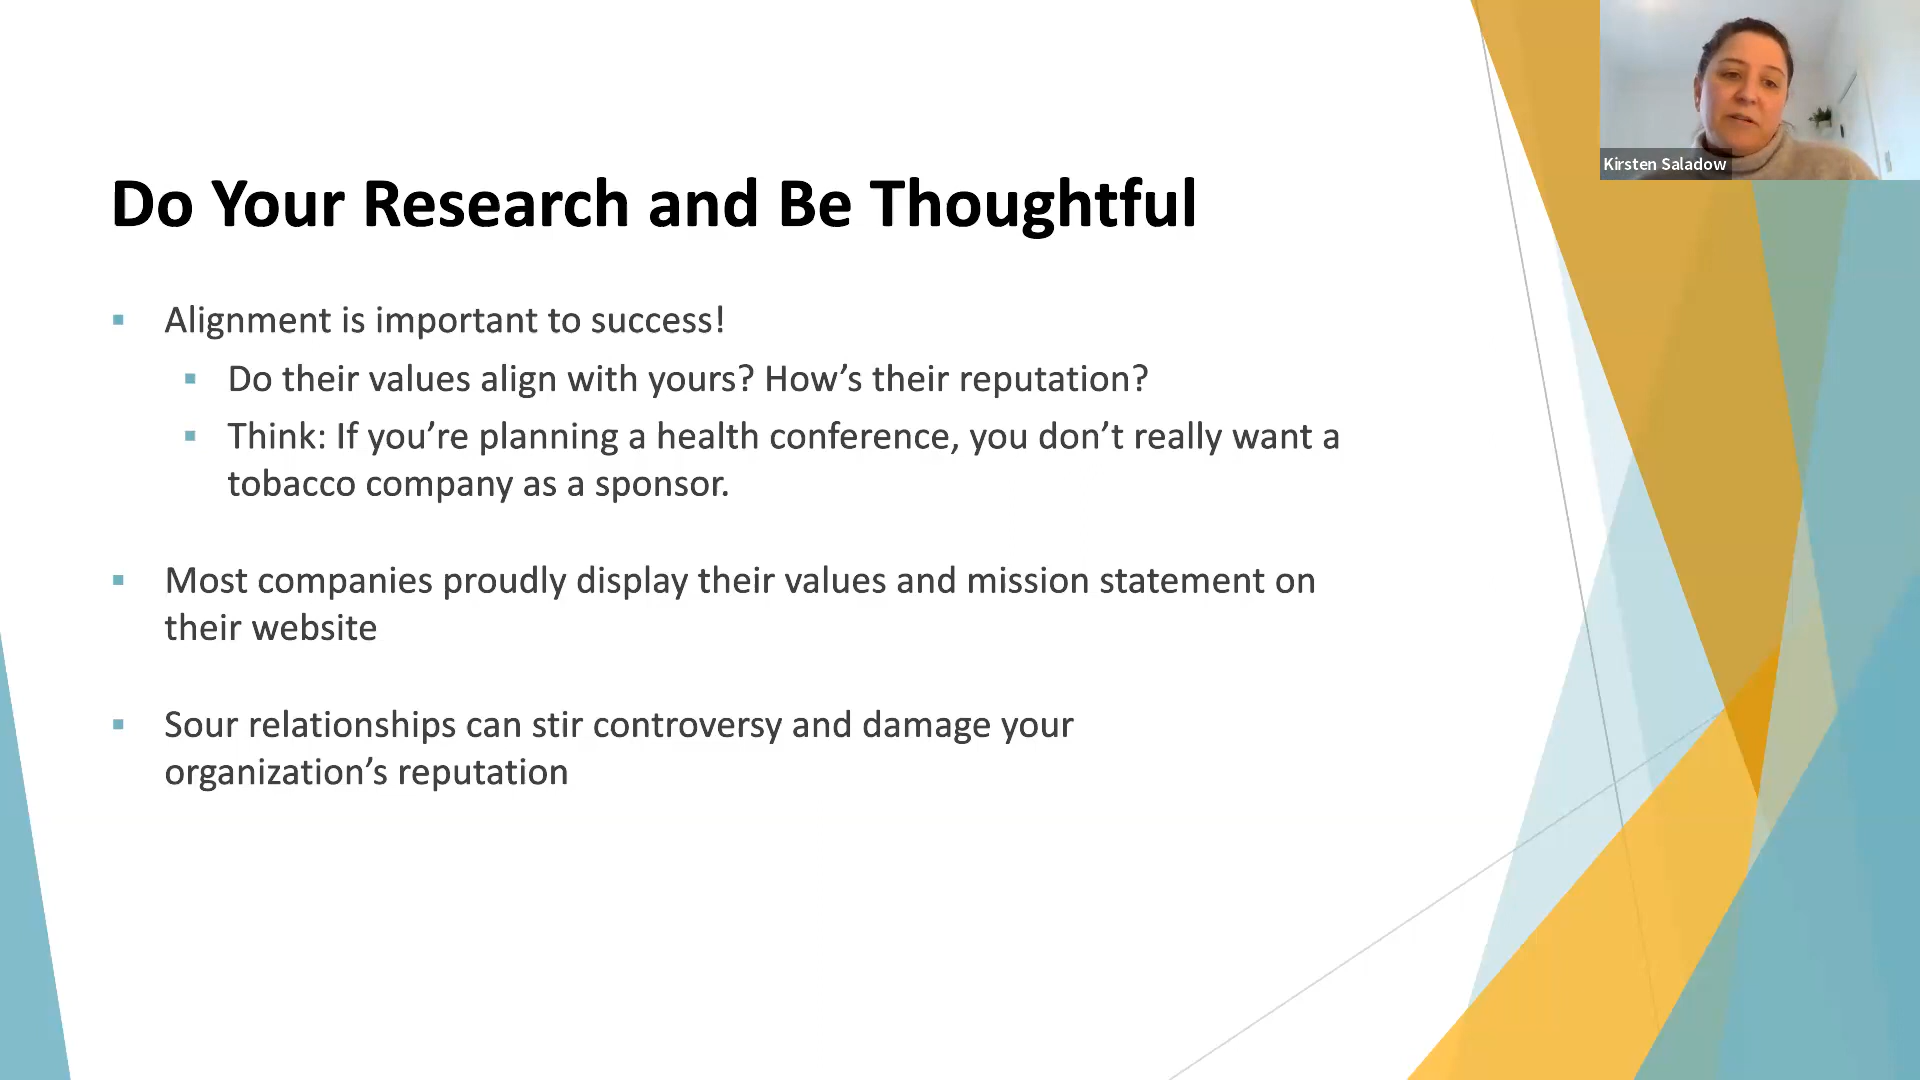 Kirsten Saladow
Do Your Research and Be Thoughtful
▪ Alignment is important to success!
▪ Do their values align with yours? How’s their reputation?
▪ Think: If you’re planning a health conference, you don’t really want a
tobacco company as a sponsor.
▪ Most companies proudly display their values and mission statement on
their website
▪ Sour relationships can stir controversy and damage your
organization’s reputation